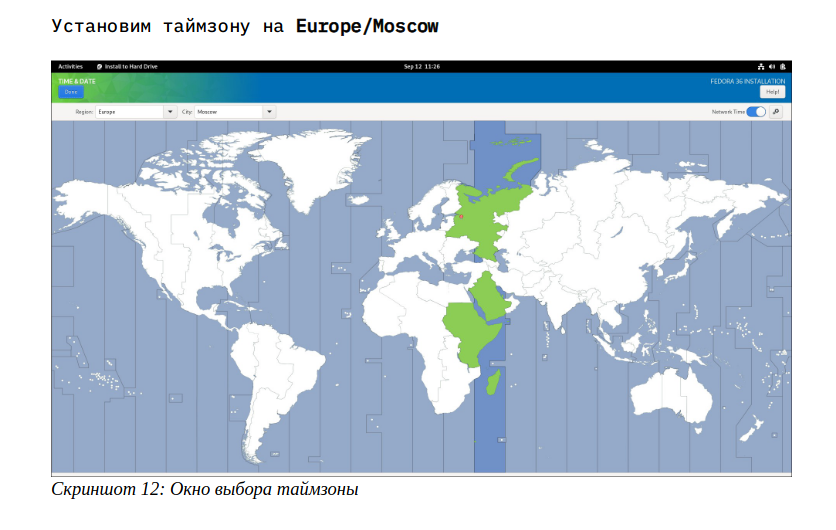 Установим таймзону на Europe/Moscow
Activities Install to Hard Drive Sep 12 11:26
TIME & DATE FEDORA 36 INSTALLATION
Done Help!
Region: Europe City: Moscow Network Time
Скриншот 12: Окно выбора таймзоны